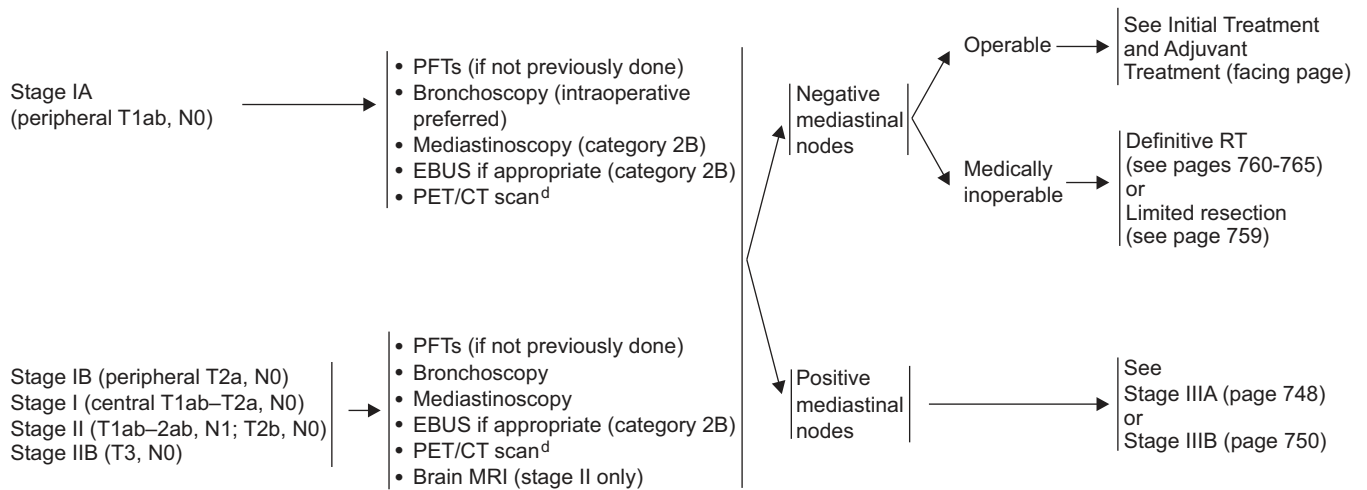 Stage IA
(peripheral T1ab, N0)
• PFTs (if not previously done)
• Bronchoscopy (intraoperative
preferred)
• Mediastinoscopy (category 2B)
• EBUS if appropriate (category 2B)
• PET/CT scanᵈ
Stage IB (peripheral T2a, N0)
Stage I (central T1ab–T2a, N0)
Stage II (T1ab–2ab, N1; T2b, N0)
Stage IIB (T3, N0)
• PFTs (if not previously done)
• Bronchoscopy
• Mediastinoscopy
• EBUS if appropriate (category 2B)
• PET/CT scanᵈ
• Brain MRI (stage II only)
Negative
mediastinal
nodes
Operable
See Initial Treatment
and Adjuvant
Treatment (facing page)
Medically
inoperable
Definitive RT
(see pages 760-765)
or
Limited resection
(see page 759)
Positive
mediastinal
nodes
See
Stage IIIA (page 748)
or
Stage IIIB (page 750)